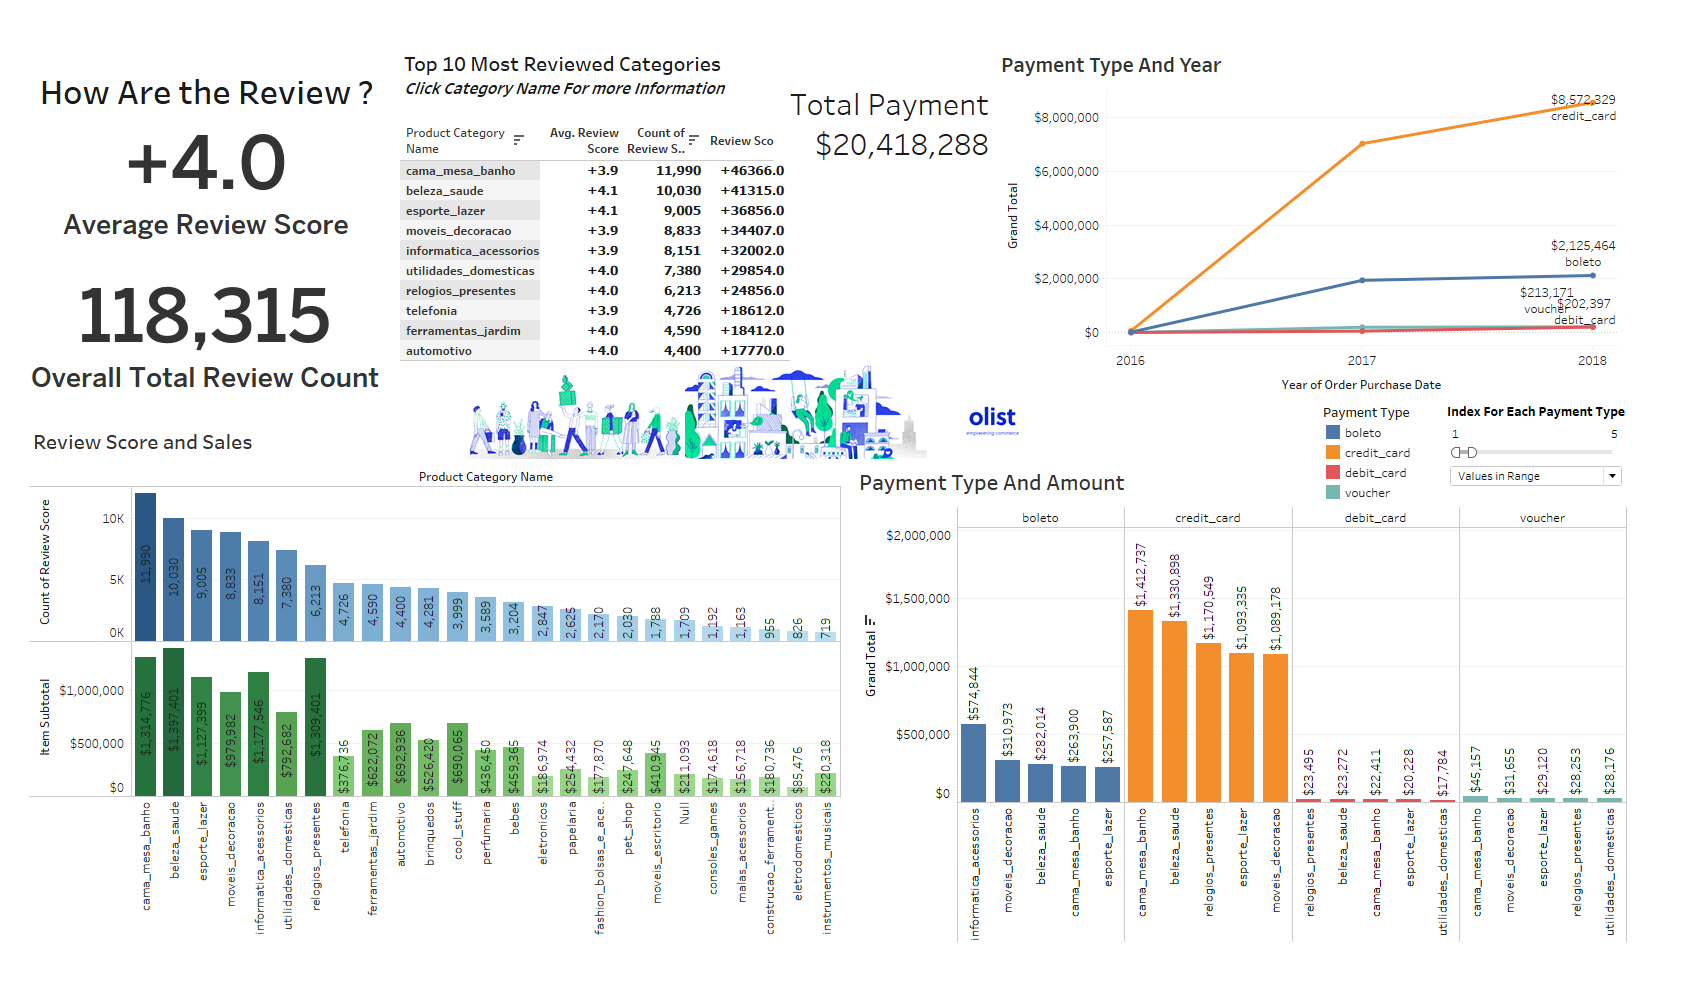 How Are the Review ?
+4.0
Average Review Score
118,315
Overall Total Review Count
Top 10 Most Reviewed Categories
Click Category Name For more Information
Product Category Name Avg. Review Score Count of Review S.. Review Sco
cama_mesa_banho +3.9 11,990 +46366.0
beleza_saude +4.1 10,030 +41315.0
esporte_lazer +4.1 9,005 +36856.0
moveis_decoracao +3.9 8,833 +34407.0
informatica_acessorios +3.9 8,151 +32002.0
utilidades_domesticas +4.0 7,380 +29854.0
relogios_presentes +4.0 6,213 +24856.0
telefonia +3.9 4,726 +18612.0
ferramentas_jardim +4.0 4,590 +18412.0
automotivo +4.0 4,400 +17770.0
Total Payment
$20,418,288
Payment Type And Year
Grand Total
$8,000,000
$6,000,000
$4,000,000
$2,000,000
$0
$8,572,329
credit_card
$2,125,464
boleto
$213,171
voucher
$202,397
debit_card
2016 2017 2018
Year of Order Purchase Date
olist
empowering commerce
Payment Type
boleto
credit_card
debit_card
voucher
Index For Each Payment Type
1 5
Values in Range
Review Score and Sales
Product Category Name
Count of Review Score
10K
5K
0K
11,990 10,030 9,005 8,833 8,151 7,380 6,213 4,726 4,590 4,400 4,281 3,999 3,589 3,204 2,847 2,625 2,170 2,030 1,788 1,709 1,192 1,163 955 826 719
Item Subtotal
$1,000,000
$500,000
$0
$1,314,776 $1,397,401 $1,127,399 $979,982 $1,177,546 $792,682 $1,309,401 $376,736 $622,072 $692,936 $526,420 $690,065 $436,450 $459,365 $186,974 $254,432 $177,870 $247,648 $410,945 $211,093 $174,618 $156,718 $180,736 $85,476 $220,318
cama_mesa_banho
beleza_saude
esporte_lazer
moveis_decoracao
informatica_acessorios
utilidades_domesticas
relogios_presentes
telefonia
ferramentas_jardim
automotivo
brinquedos
cool_stuff
perfumaria
bebes
eletronicos
papelaria
fashion_bolsas_e_ace..
pet_shop
moveis_escritorio
Null
consoles_games
malas_acessorios
construcao_ferrament..
eletrodomesticos
instrumentos_musicais
Payment Type And Amount
boleto credit_card debit_card voucher
Grand Total
$2,000,000
$1,500,000
$1,000,000
$500,000
$0
$574,844 $310,973 $282,014 $263,900 $257,587
$1,412,737 $1,330,898 $1,170,549 $1,093,335 $1,089,178
$23,495 $23,272 $22,411 $20,228 $17,784
$45,157 $31,655 $29,120 $28,253 $28,176
informatica_acessorios
moveis_decoracao
beleza_saude
cama_mesa_banho
esporte_lazer
cama_mesa_banho
beleza_saude
relogios_presentes
esporte_lazer
moveis_decoracao
relogios_presentes
beleza_saude
cama_mesa_banho
esporte_lazer
utilidades_domesticas
cama_mesa_banho
moveis_decoracao
esporte_lazer
relogios_presentes
utilidades_domesticas